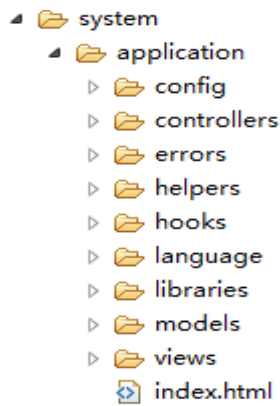 system
application
config
controllers
errors
helpers
hooks
language
libraries
models
views
index.html